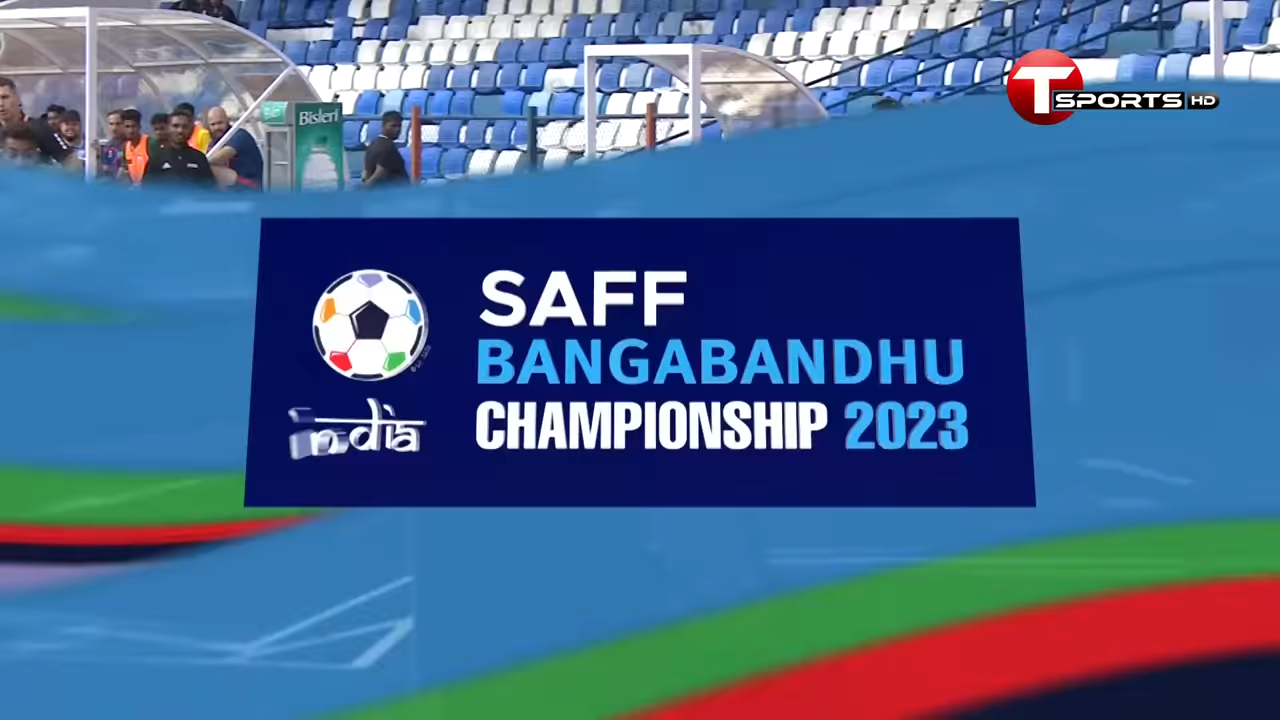 Bisleri
T SPORTS HD
SAFF
BANGABANDHU
CHAMPIONSHIP 2023
india